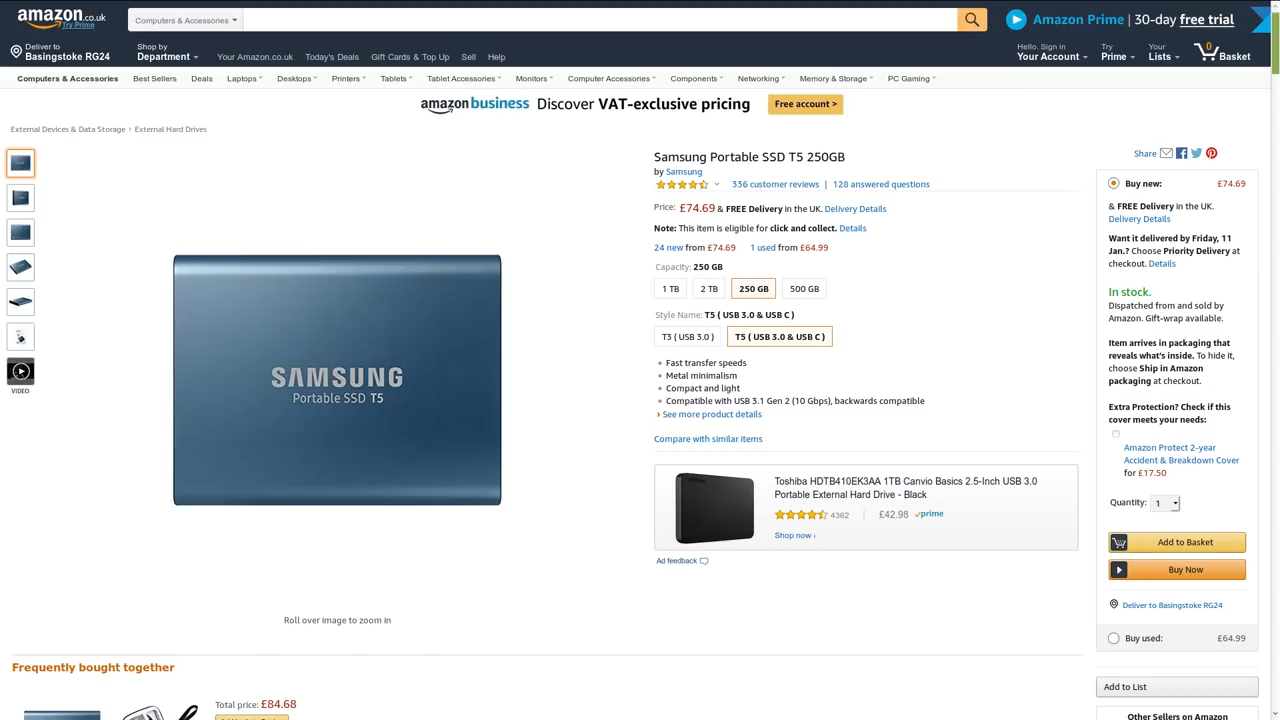 amazon.co.uk
Try Prime
Computers & Accessories
Amazon Prime | 30-day free trial
Deliver to
Basingstoke RG24
Shop by
Department
Your Amazon.co.uk
Today's Deals
Gift Cards & Top Up
Sell
Help
Hello. Sign in
Your Account
Try
Prime
Your
Lists
0
Basket
Computers & Accessories
Best Sellers
Deals
Laptops
Desktops
Printers
Tablets
Tablet Accessories
Monitors
Computer Accessories
Components
Networking
Memory & Storage
PC Gaming
amazon business Discover VAT-exclusive pricing
Free account >
External Devices & Data Storage › External Hard Drives
VIDEO
SAMSUNG
Portable SSD T5
Roll over image to zoom in
Samsung Portable SSD T5 250GB
by Samsung
336 customer reviews | 128 answered questions
Price: £74.69 & FREE Delivery in the UK. Delivery Details
Note: This item is eligible for click and collect. Details
24 new from £74.69 1 used from £64.99
Capacity: 250 GB
1 TB
2 TB
250 GB
500 GB
Style Name: T5 ( USB 3.0 & USB C )
T3 ( USB 3.0 )
T5 ( USB 3.0 & USB C )
Fast transfer speeds
Metal minimalism
Compact and light
Compatible with USB 3.1 Gen 2 (10 Gbps), backwards compatible
› See more product details
Compare with similar items
Toshiba HDTB410EK3AA 1TB Canvio Basics 2.5-Inch USB 3.0
Portable External Hard Drive - Black
4362
£42.98
prime
Shop now ›
Ad feedback
Share
Buy new: £74.69
& FREE Delivery in the UK.
Delivery Details
Want it delivered by Friday, 11
Jan.? Choose Priority Delivery at
checkout. Details
In stock.
Dispatched from and sold by
Amazon. Gift-wrap available.
Item arrives in packaging that
reveals what's inside. To hide it,
choose Ship in Amazon
packaging at checkout.
Extra Protection? Check if this
cover meets your needs:
Amazon Protect 2-year
Accident & Breakdown Cover
for £17.50
Quantity: 1
Add to Basket
Buy Now
Deliver to Basingstoke RG24
Buy used: £64.99
Add to List
Other Sellers on Amazon
Frequently bought together
Total price: £84.68